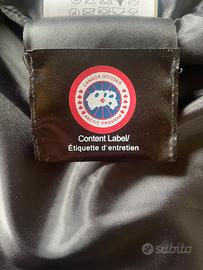 CANADA GOOSE
ARCTIC PROGRAM
Content Label/
Étiquette d'entretien
subito